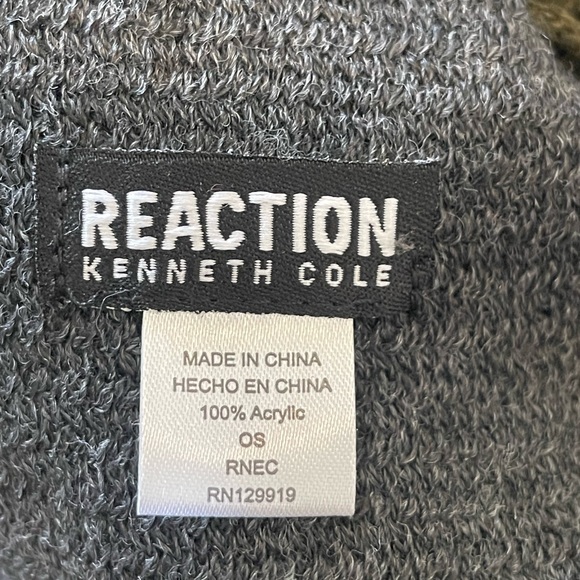 REACTION
KENNETH COLE
MADE IN CHINA
HECHO EN CHINA
100% Acrylic
OS
RNEC
RN129919